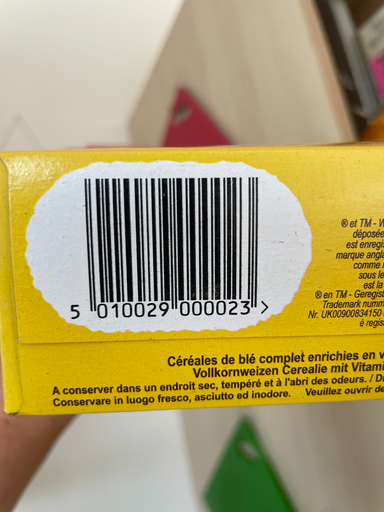 5 010029 000023 >
® et TM - W
déposée
est enregis
marque angla
comme
sous le
est la
® en TM - Geregist
Trademark numm
Nr. UK00900834150
è regis
Céréales de blé complet enrichies en v
Vollkornweizen Cerealie mit Vitami
A conserver dans un endroit sec, tempéré et à l'abri des odeurs. / D
Conservare in luogo fresco, asciutto ed inodore. Veuillez ouvrir de